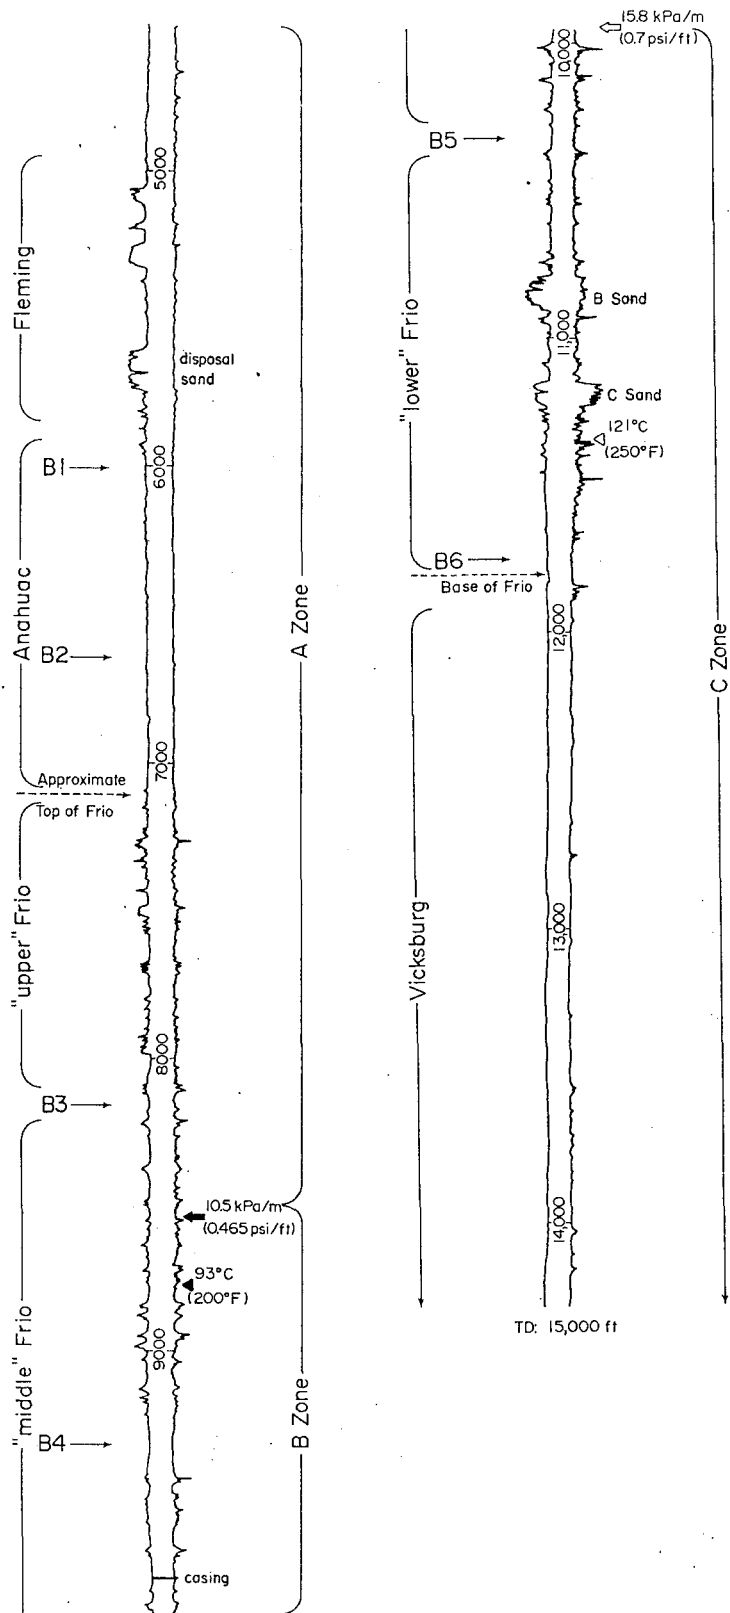 5000
Fleming
disposal
sand
B1
6000
Anahuac
A Zone
B2
7000
Approximate
Top of Frio
"upper" Frio
8000
B3
10.5 kPa/m
(0.465 psi/ft)
93°C
(200°F)
9000
"middle" Frio
B4
B Zone
casing
15.8 kPa/m
(0.7 psi/ft)
10,000
B5
B Sand
11,000
"lower" Frio
C Sand
121°C
(250°F)
B6
Base of Frio
12,000
C Zone
13,000
Vicksburg
14,000
TD: 15,000 ft